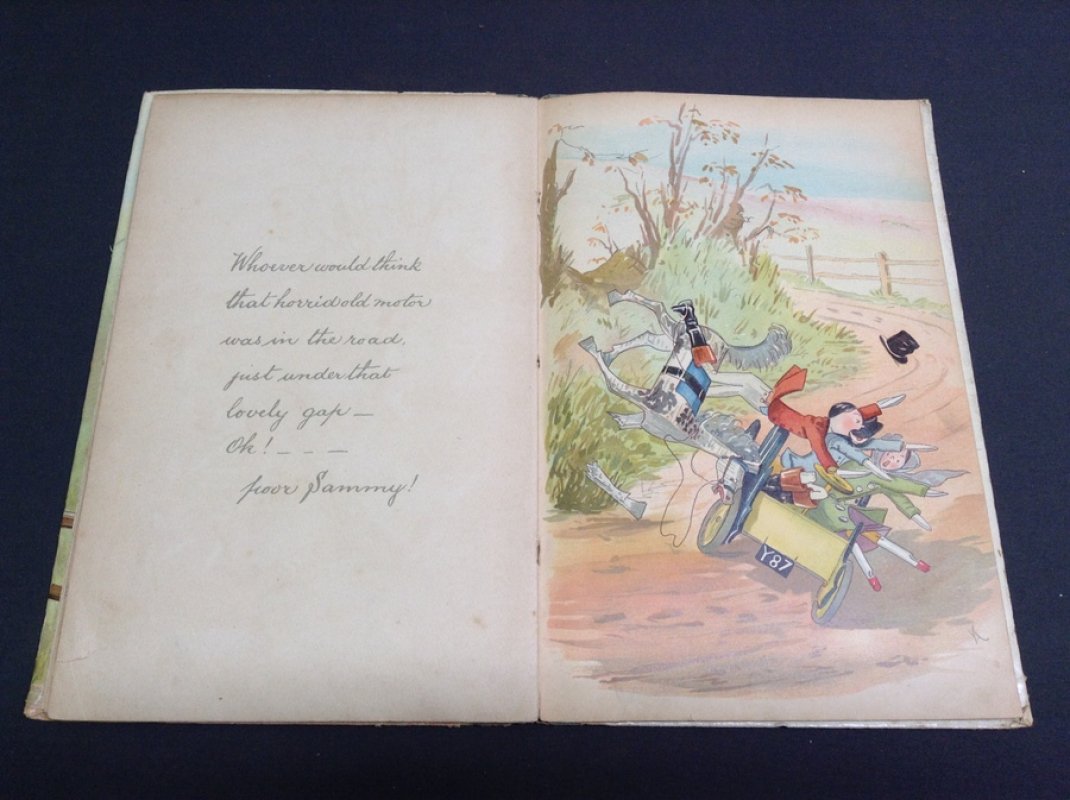 Whoever would think
that horrid old motor
was in the road,
just under that
lovely gap —
Oh! _ _ _
poor Sammy!
Y87